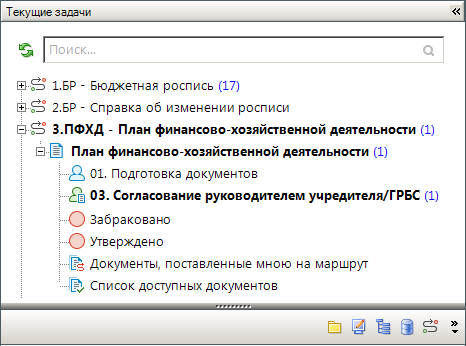 Текущие задачи
Поиск...
1.БР - Бюджетная роспись (17)
2.БР - Справка об изменении росписи
3.ПФХД - План финансово-хозяйственной деятельности (1)
План финансово-хозяйственной деятельности (1)
01. Подготовка документов
03. Согласование руководителем учредителя/ГРБС (1)
Забраковано
Утверждено
Документы, поставленные мною на маршрут
Список доступных документов